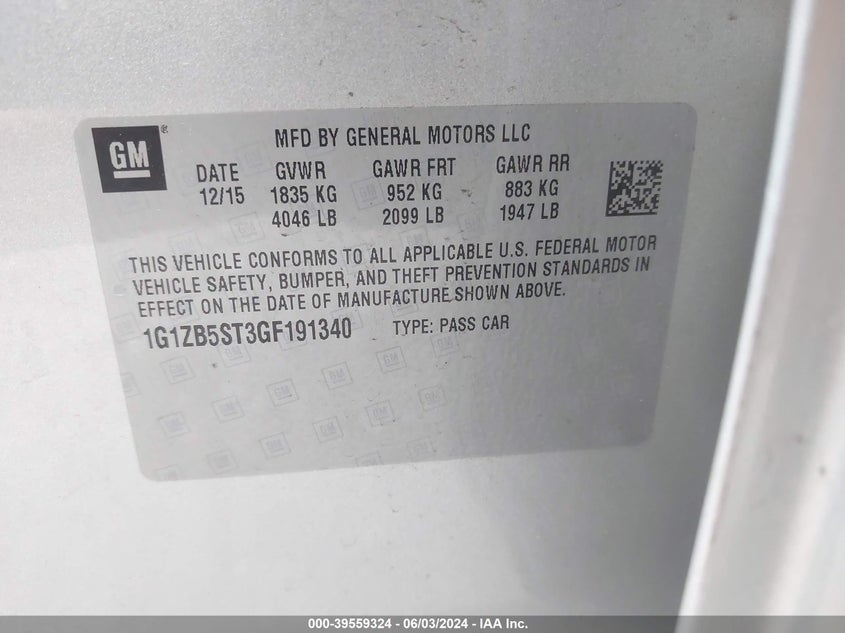 GM ®
MFD BY GENERAL MOTORS LLC
DATE GVWR GAWR FRT GAWR RR
12/15 1835 KG 952 KG 883 KG
4046 LB 2099 LB 1947 LB
THIS VEHICLE CONFORMS TO ALL APPLICABLE U.S. FEDERAL MOTOR
VEHICLE SAFETY, BUMPER, AND THEFT PREVENTION STANDARDS IN
EFFECT ON THE DATE OF MANUFACTURE SHOWN ABOVE.
1G1ZB5ST3GF191340 TYPE: PASS CAR
000-39559324 - 06/03/2024 - IAA Inc.